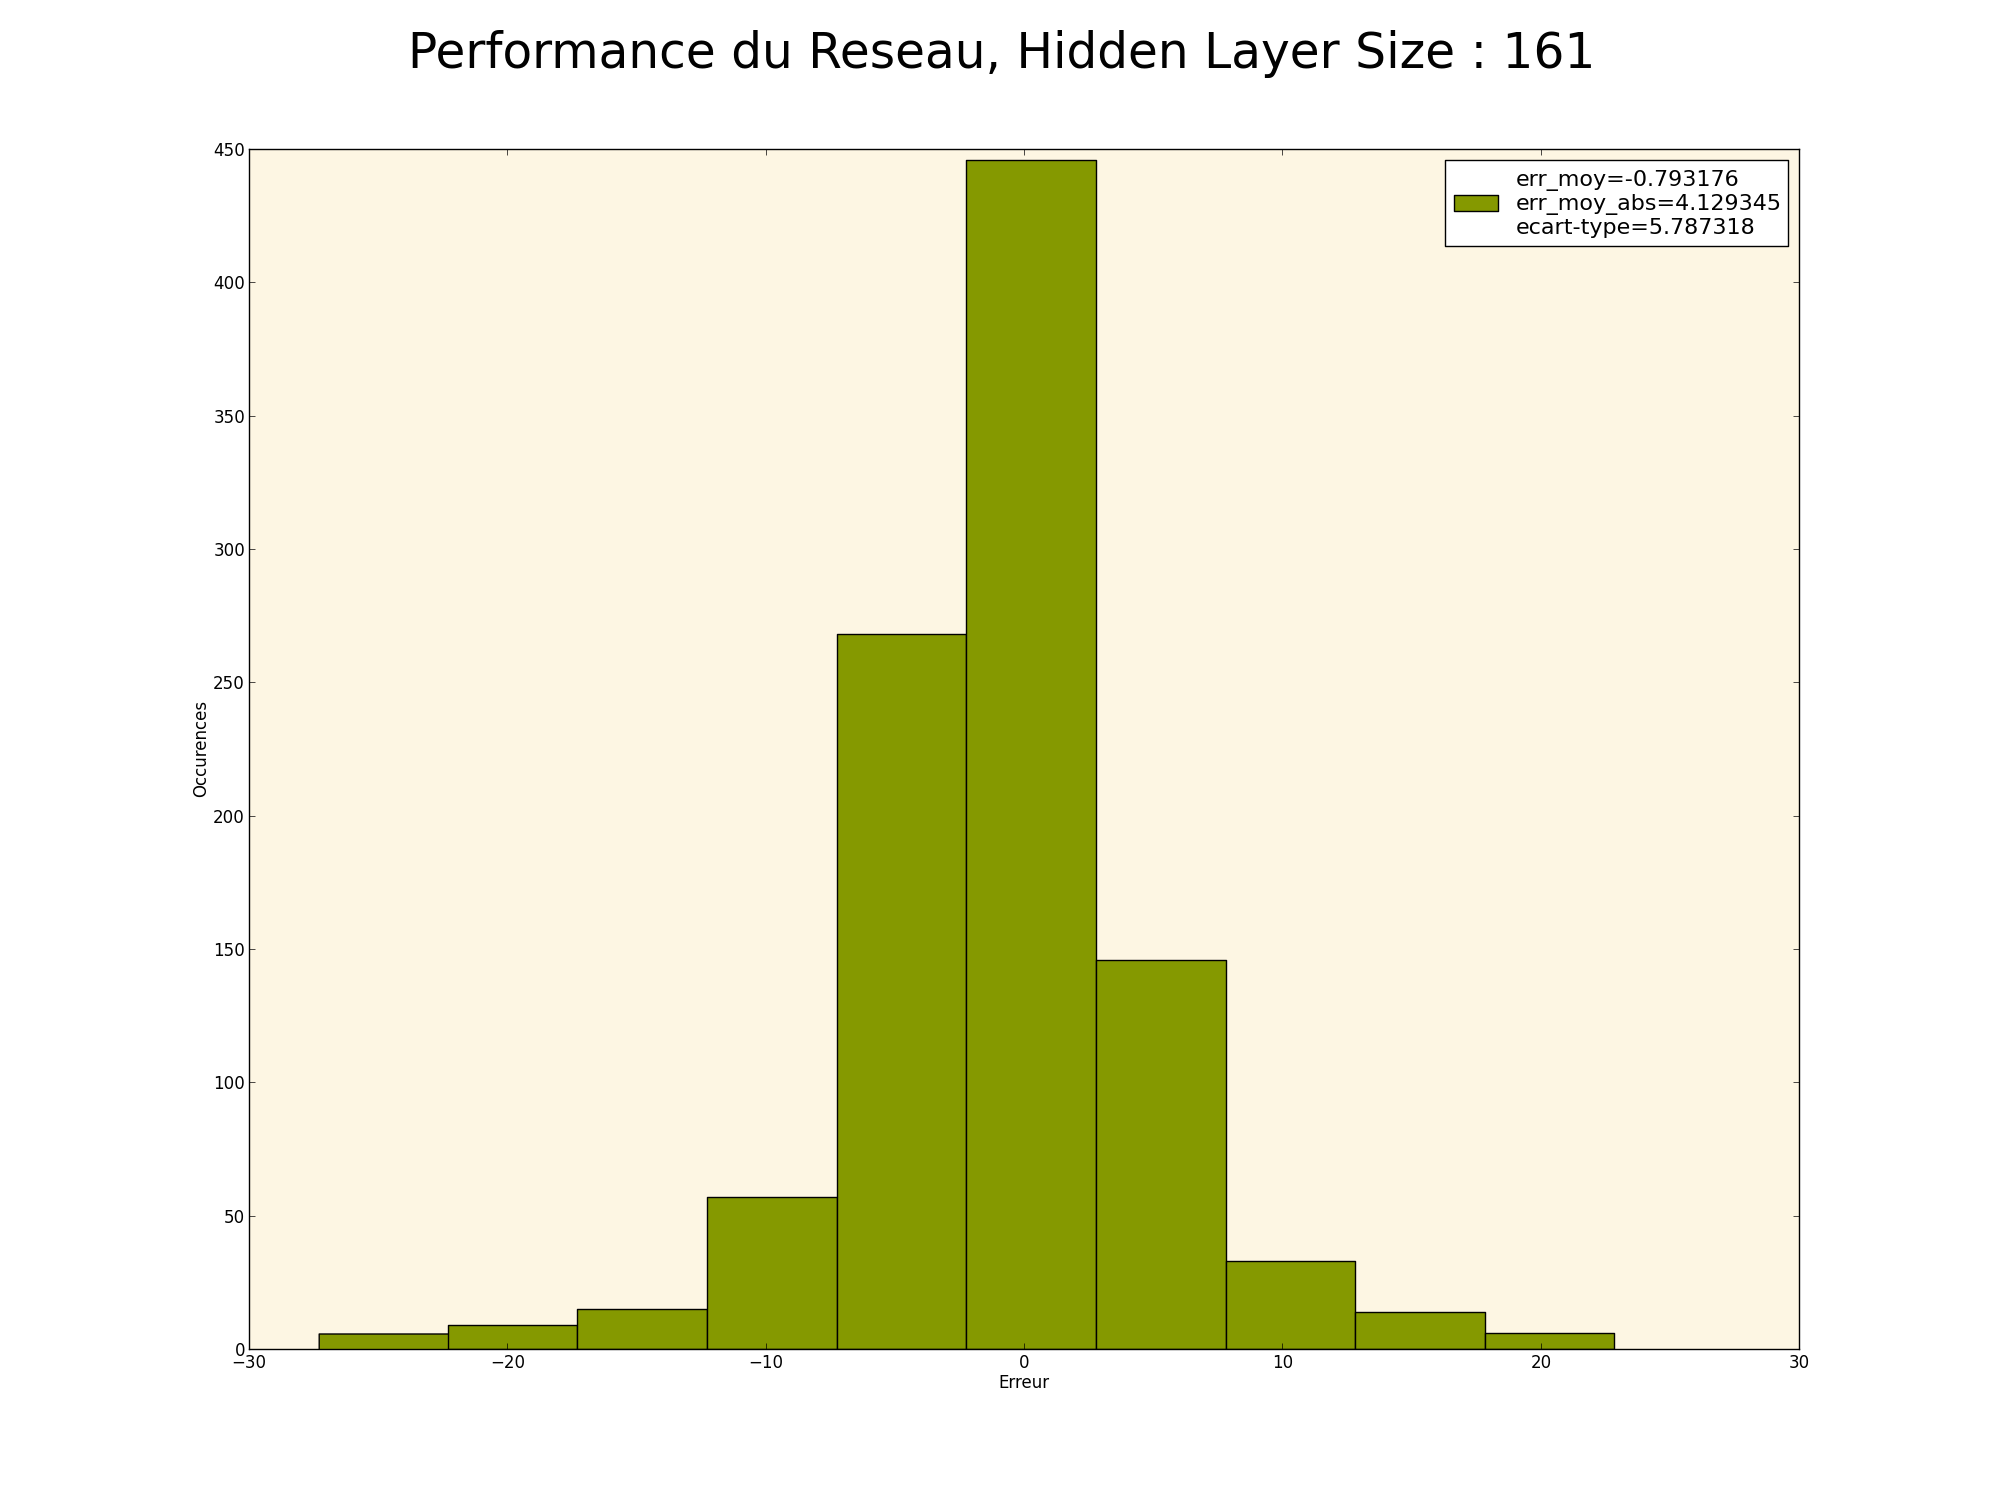 Performance du Reseau, Hidden Layer Size : 161
450
400
350
300
250
200
150
100
50
0
Occurences
err_moy=-0.793176
err_moy_abs=4.129345
ecart-type=5.787318
−30 −20 −10 0 10 20 30
Erreur